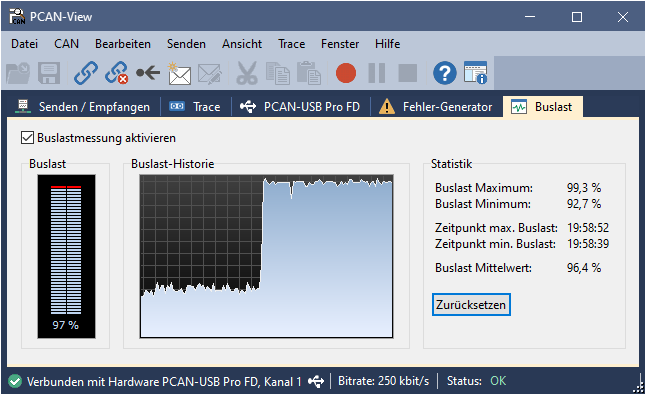 PCAN-View
Datei CAN Bearbeiten Senden Ansicht Trace Fenster Hilfe
Senden / Empfangen Trace PCAN-USB Pro FD Fehler-Generator Buslast
Buslastmessung aktivieren
Buslast
97 %
Buslast-Historie
Statistik
Buslast Maximum: 99,3 %
Buslast Minimum: 92,7 %
Zeitpunkt max. Buslast: 19:58:52
Zeitpunkt min. Buslast: 19:58:39
Buslast Mittelwert: 96,4 %
Zurücksetzen
Verbunden mit Hardware PCAN-USB Pro FD, Kanal 1 Bitrate: 250 kbit/s Status: OK